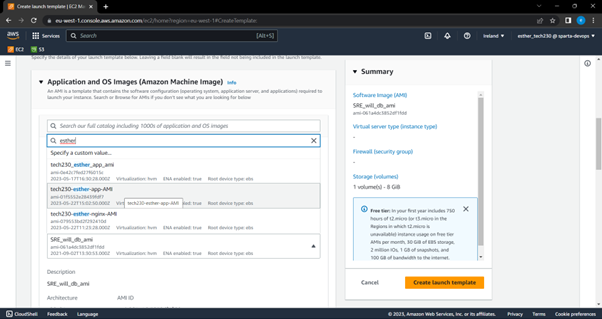 Create launch template | EC2 M
eu-west-1.console.aws.amazon.com/ec2/home?region=eu-west-1#CreateTemplate:
aws
Services
Search
[Alt+S]
Ireland
esther_tech230 @ sparta-devops
EC2
S3
Specify the details of your launch template below. Leaving a field blank will result in the field not being included in the launch template.
Application and OS Images (Amazon Machine Image) Info
An AMI is a template that contains the software configuration (operating system, application server, and applications) required to
launch your instance. Search or Browse for AMIs if you don't see what you are looking for below
Search our full catalog including 1000s of application and OS images
esther
Specify a custom value...
tech230_esther_app_ami
2023-05-17T16:30:28.000Z Virtualization: hvm ENA enabled: true Root device type: ebs
tech230-esther-app-AMI
2023-05-22T15:02:50.000Z
ENA enabled: true Root device type: ebs
tech230-esther-app-AMI
tech230-esther-nginx-AMI
2023-05-22T11:23:28.000Z Virtualization: hvm ENA enabled: true Root device type: ebs
SRE_will_db_ami
ami-061a4dc3852df1fdd
2021-09-02T13:30:53.000Z Virtualization: hvm ENA enabled: true Root device type: ebs
Description
SRE_will_db_ami
Architecture
AMI ID
Summary
Software Image (AMI)
SRE_will_db_ami
ami-061a4dc3852df1fdd
Virtual server type (instance type)
-
Firewall (security group)
-
Storage (volumes)
1 volume(s) - 8 GiB
Free tier: In your first year includes 750
hours of t2.micro (or t3.micro in the
Regions in which t2.micro is
unavailable) instance usage on free tier
AMIs per month, 30 GiB of EBS storage,
2 million IOs, 1 GB of snapshots, and
100 GB of bandwidth to the internet.
Cancel
Create launch template
CloudShell
Feedback
Language
© 2023, Amazon Web Services, Inc. or its affiliates.
Privacy
Terms
Cookie preferences